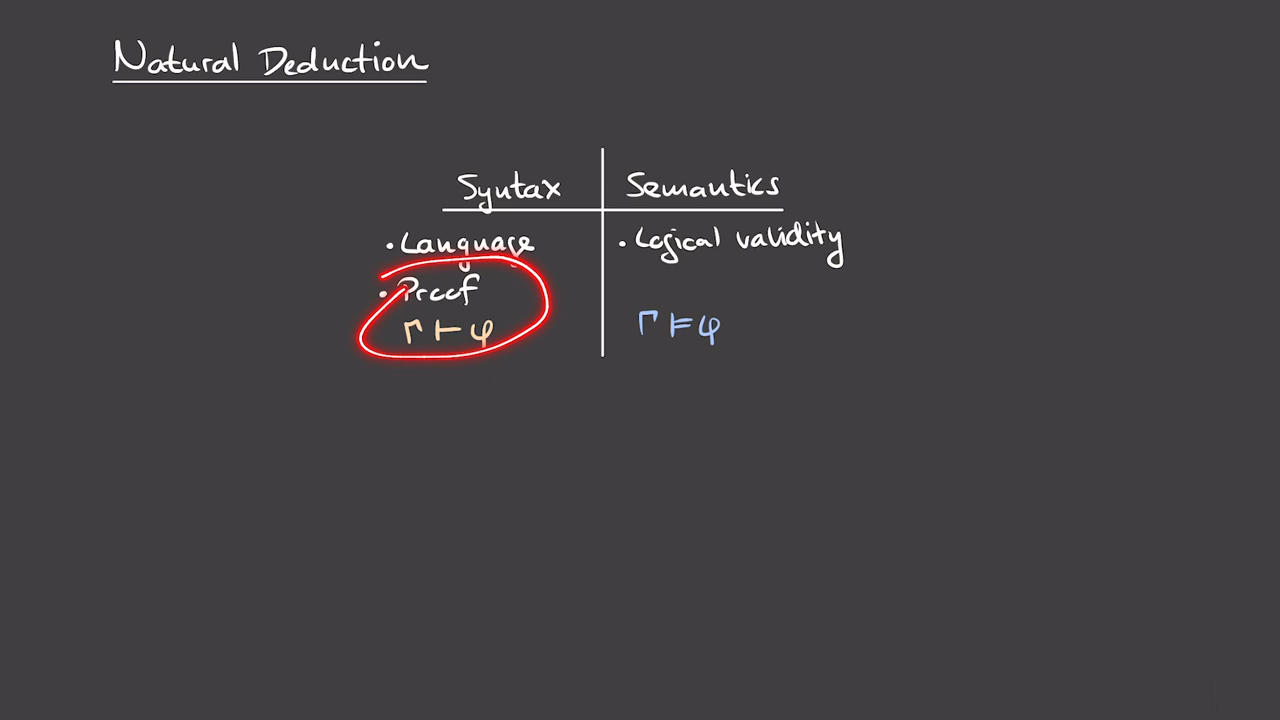 Natural Deduction
Syntax Semantics
• Language • Logical validity
• Proof
Γ ⊢ φ Γ ⊨ φ